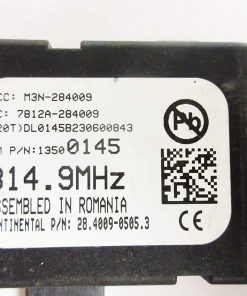 CC: M3N-284009
C: 7812A-284009
20T)DL0145B230600843
M P/N:1350 0145
314.9MHz
ASSEMBLED IN ROMANIA
ONTINENTAL P/N: 28.4009-0505.3
Pb
CE